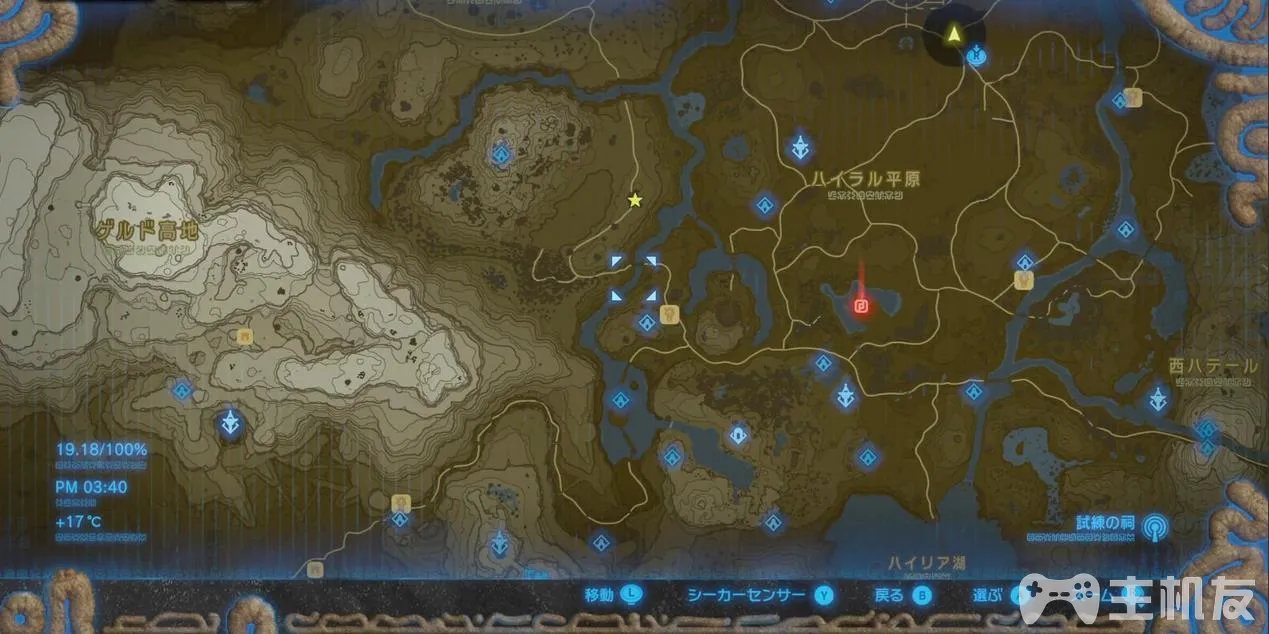 ハイラル平原
ゲルド高地
西ハテール
19.18/100%
PM 03:40
+17℃
試練の祠
ハイリア湖
移動 L
シーカーセンサー Y
戻る B
選ぶ
主机友